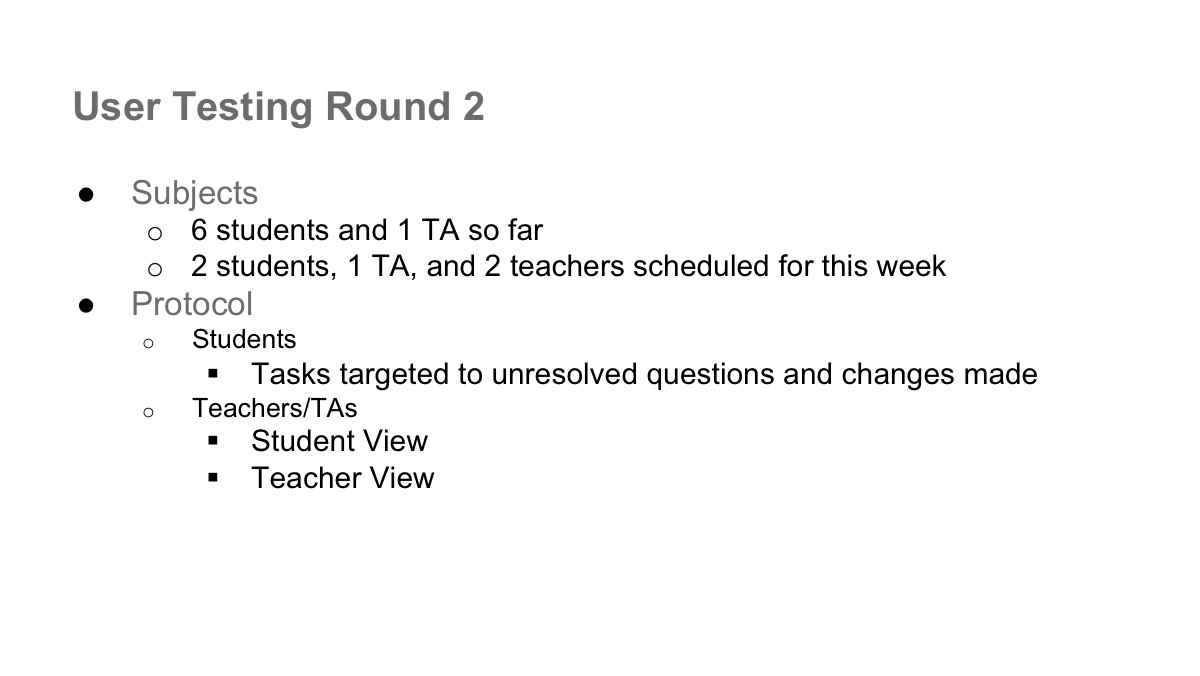 User Testing Round 2
● Subjects
○ 6 students and 1 TA so far
○ 2 students, 1 TA, and 2 teachers scheduled for this week
● Protocol
○ Students
▪ Tasks targeted to unresolved questions and changes made
○ Teachers/TAs
▪ Student View
▪ Teacher View